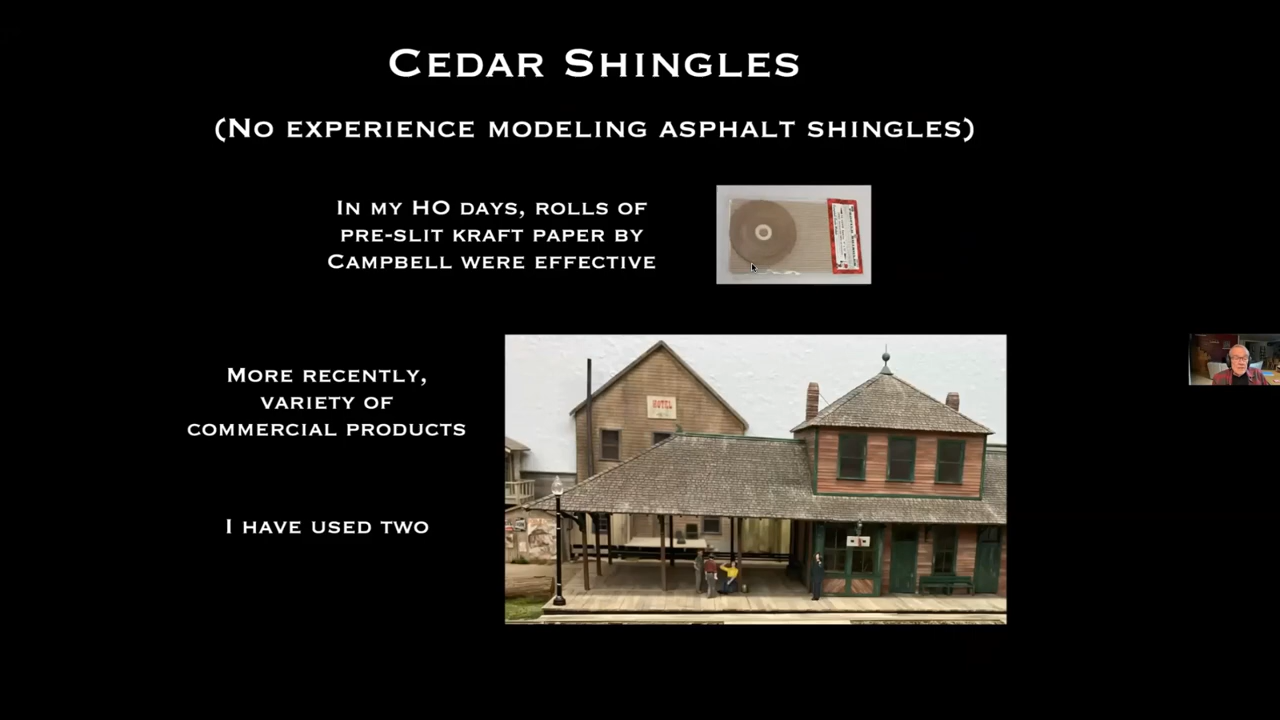 Cedar Shingles
(No experience modeling asphalt shingles)
In my HO days, rolls of
pre-slit kraft paper by
Campbell were effective
More recently,
variety of
commercial products
I have used two
HOTEL